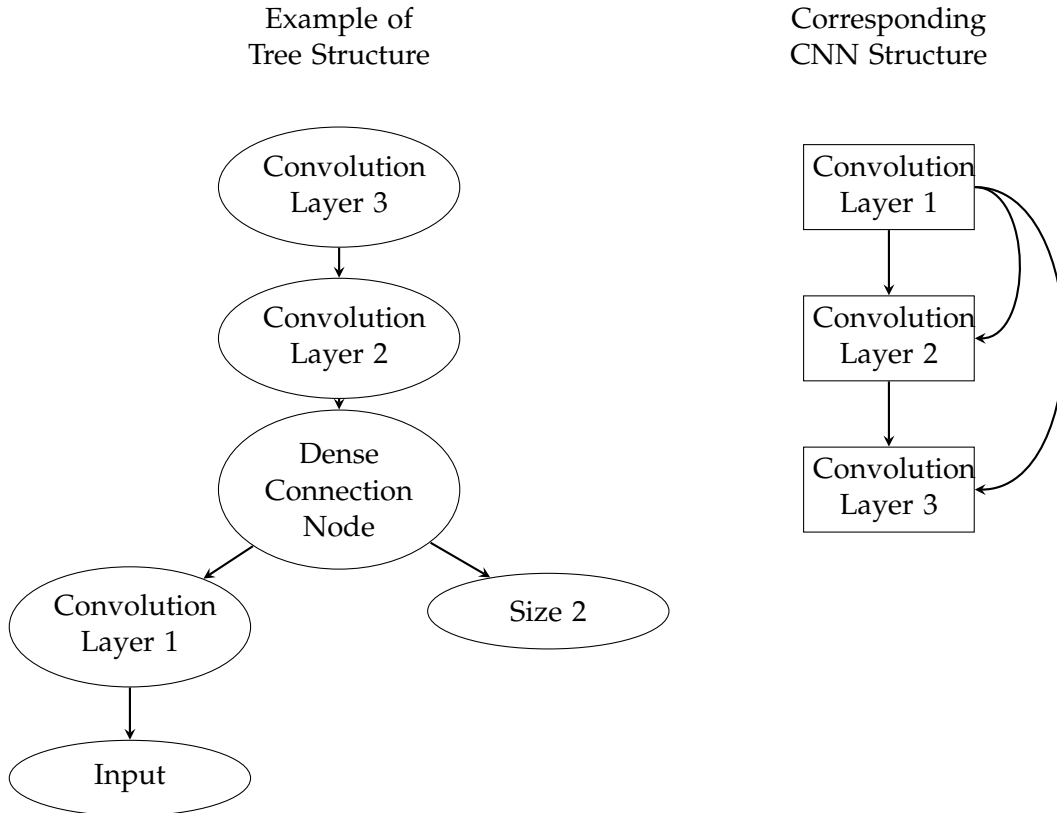 Example of
Tree Structure
Corresponding
CNN Structure
Convolution
Layer 3
Convolution
Layer 2
Dense
Connection
Node
Convolution
Layer 1
Size 2
Input
Convolution
Layer 1
Convolution
Layer 2
Convolution
Layer 3